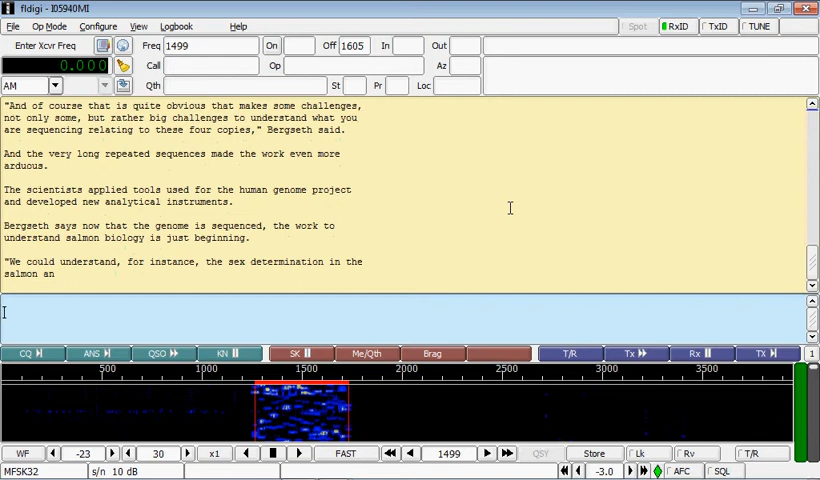 fldigi - I05940MI
File Op Mode Configure View Logbook Help Spot RxID TxID TUNE
Enter Xcvr Freq Freq 1499 On Off 1605 In Out
0.000 Call Op Az
AM Qth St Pr Loc
"And of course that is quite obvious that makes some challenges,
not only some, but rather big challenges to understand what you
are sequencing relating to these four copies," Bergseth said.
And the very long repeated sequences made the work even more
arduous.
The scientists applied tools used for the human genome project
and developed new analytical instruments.
Bergseth says now that the genome is sequenced, the work to
understand salmon biology is just beginning.
"We could understand, for instance, the sex determination in the
salmon an
CQ ANS QSO KN SK Me/Qth Brag T/R Tx Rx TX 1
500 1000 1500 2000 2500 3000
WF -23 30 x1 FAST 1499 QSY Store Lk Rv T/R
MFSK32 s/n 10 dB -3.0 AFC SQL